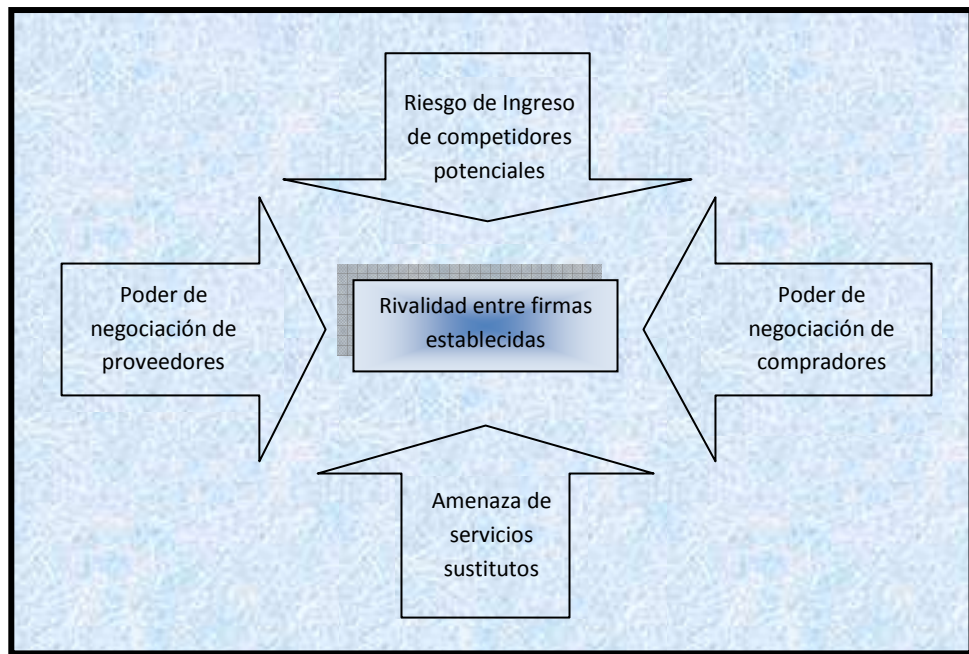 Riesgo de Ingreso
de competidores
potenciales
Poder de
negociación de
proveedores
Rivalidad entre firmas
establecidas
Poder de
negociación de
compradores
Amenaza de
servicios
sustitutos